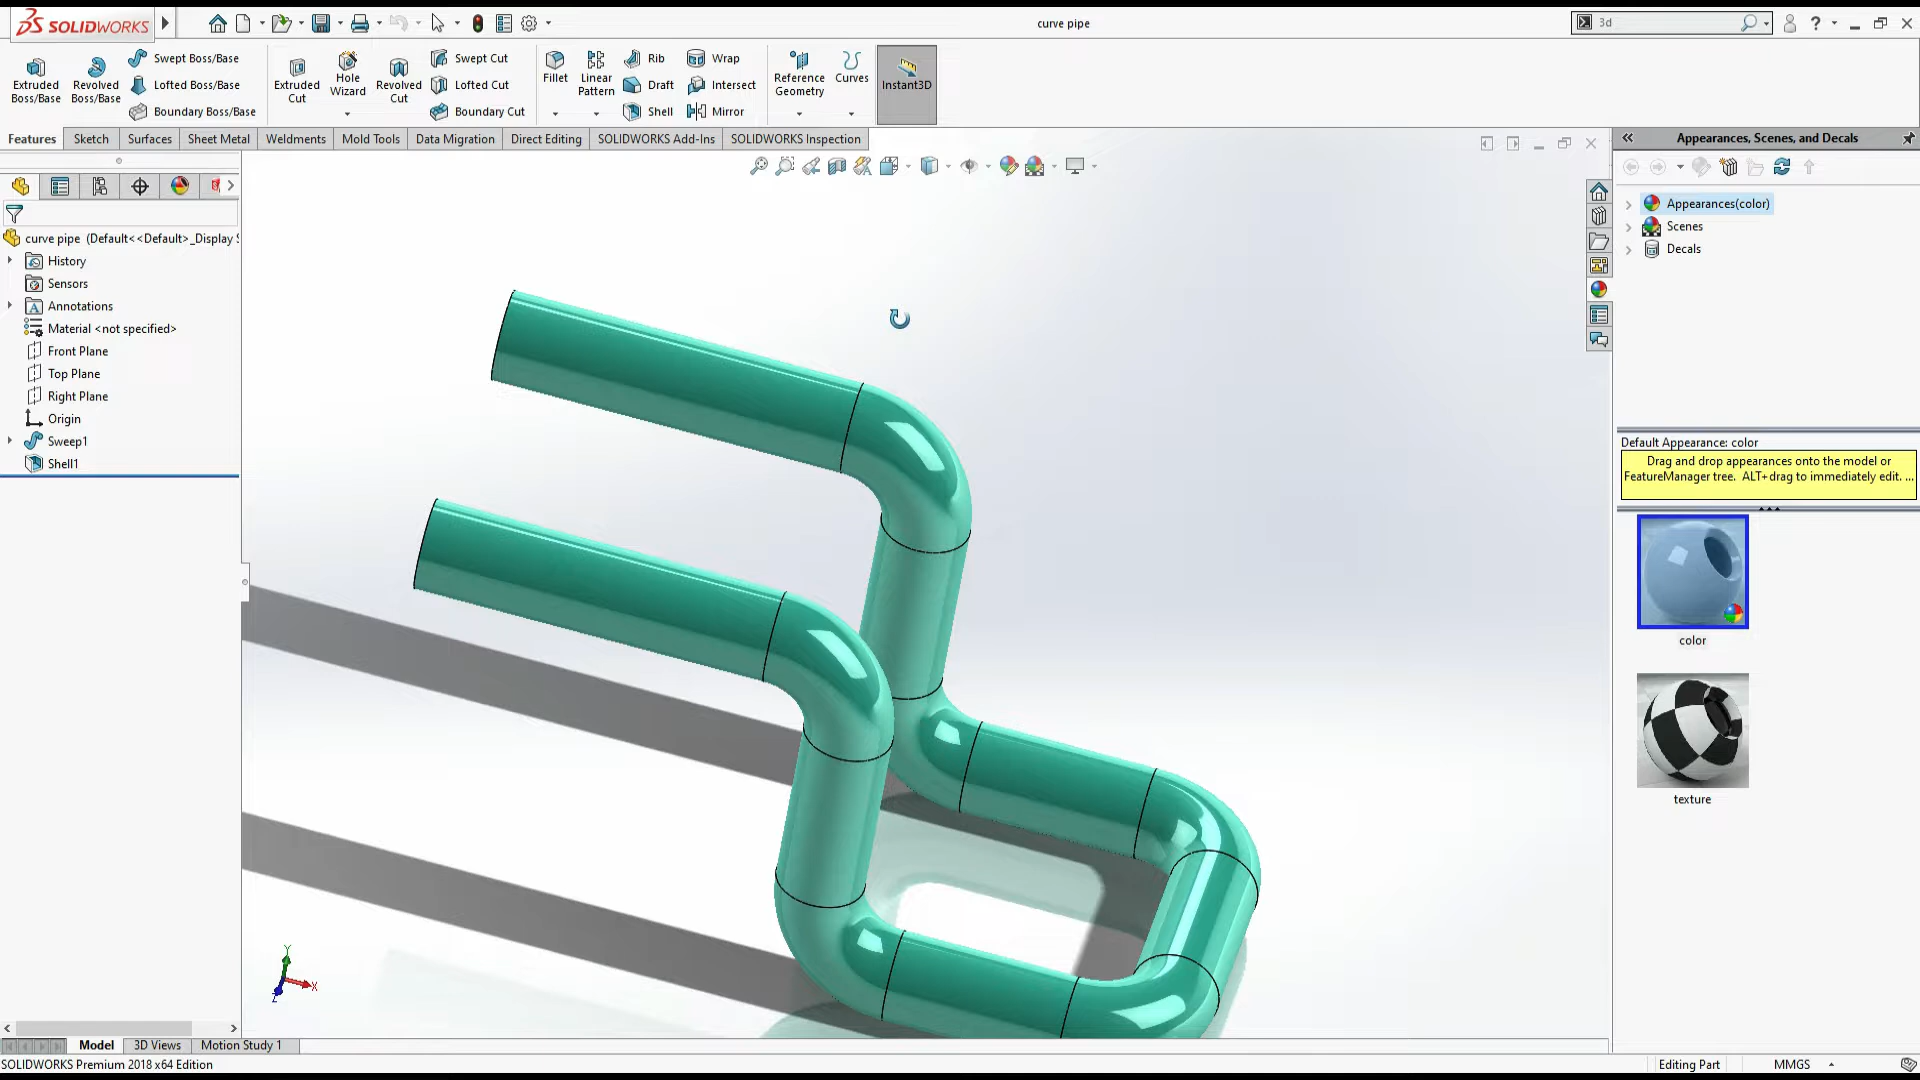 SOLIDWORKS
curve pipe
3d
Extruded Boss/Base
Revolved Boss/Base
Swept Boss/Base
Lofted Boss/Base
Boundary Boss/Base
Extruded Cut
Hole Wizard
Revolved Cut
Swept Cut
Lofted Cut
Boundary Cut
Fillet
Linear Pattern
Rib
Draft
Shell
Wrap
Intersect
Mirror
Reference Geometry
Curves
Instant3D
Features
Sketch
Surfaces
Sheet Metal
Weldments
Mold Tools
Data Migration
Direct Editing
SOLIDWORKS Add-Ins
SOLIDWORKS Inspection
curve pipe (Default<<Default>_Display
History
Sensors
Annotations
Material <not specified>
Front Plane
Top Plane
Right Plane
Origin
Sweep1
Shell1
Y
X
Z
Appearances, Scenes, and Decals
Appearances(color)
Scenes
Decals
Default Appearance: color
Drag and drop appearances onto the model or
FeatureManager tree. ALT+drag to immediately edit. ...
color
texture
Model
3D Views
Motion Study 1
SOLIDWORKS Premium 2018 x64 Edition
Editing Part
MMGS